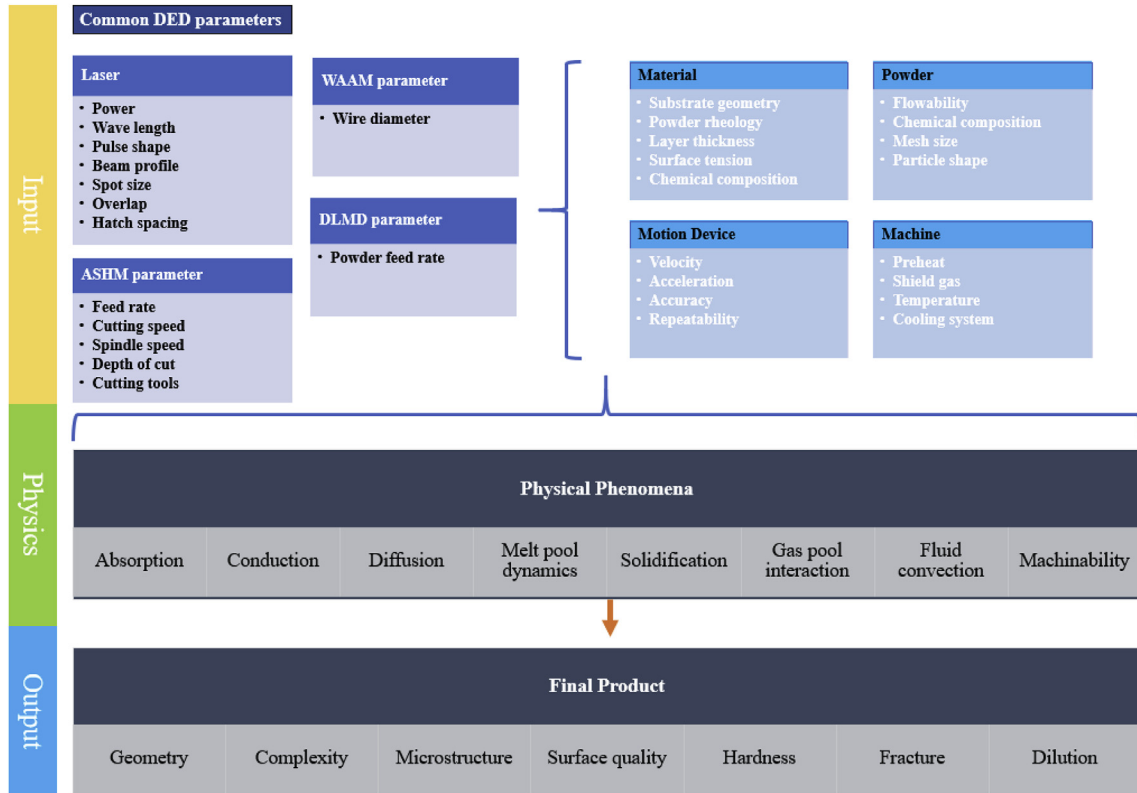 Common DED parameters
Input
Laser
• Power
• Wave length
• Pulse shape
• Beam profile
• Spot size
• Overlap
• Hatch spacing
ASHM parameter
• Feed rate
• Cutting speed
• Spindle speed
• Depth of cut
• Cutting tools
WAAM parameter
• Wire diameter
DLMD parameter
• Powder feed rate
Material
• Substrate geometry
• Powder rheology
• Layer thickness
• Surface tension
• Chemical composition
Powder
• Flowability
• Chemical composition
• Mesh size
• Particle shape
Motion Device
• Velocity
• Acceleration
• Accuracy
• Repeatability
Machine
• Preheat
• Shield gas
• Temperature
• Cooling system
Physics
Physical Phenomena
Absorption
Conduction
Diffusion
Melt pool
dynamics
Solidification
Gas pool
interaction
Fluid
convection
Machinability
Output
Final Product
Geometry
Complexity
Microstructure
Surface quality
Hardness
Fracture
Dilution